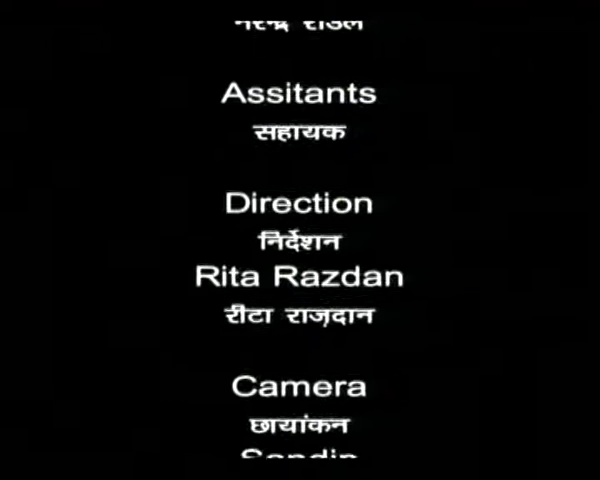 Assitants
सहायक
Direction
निर्देशन
Rita Razdan
रीटा राज़दान
Camera
छायांकन